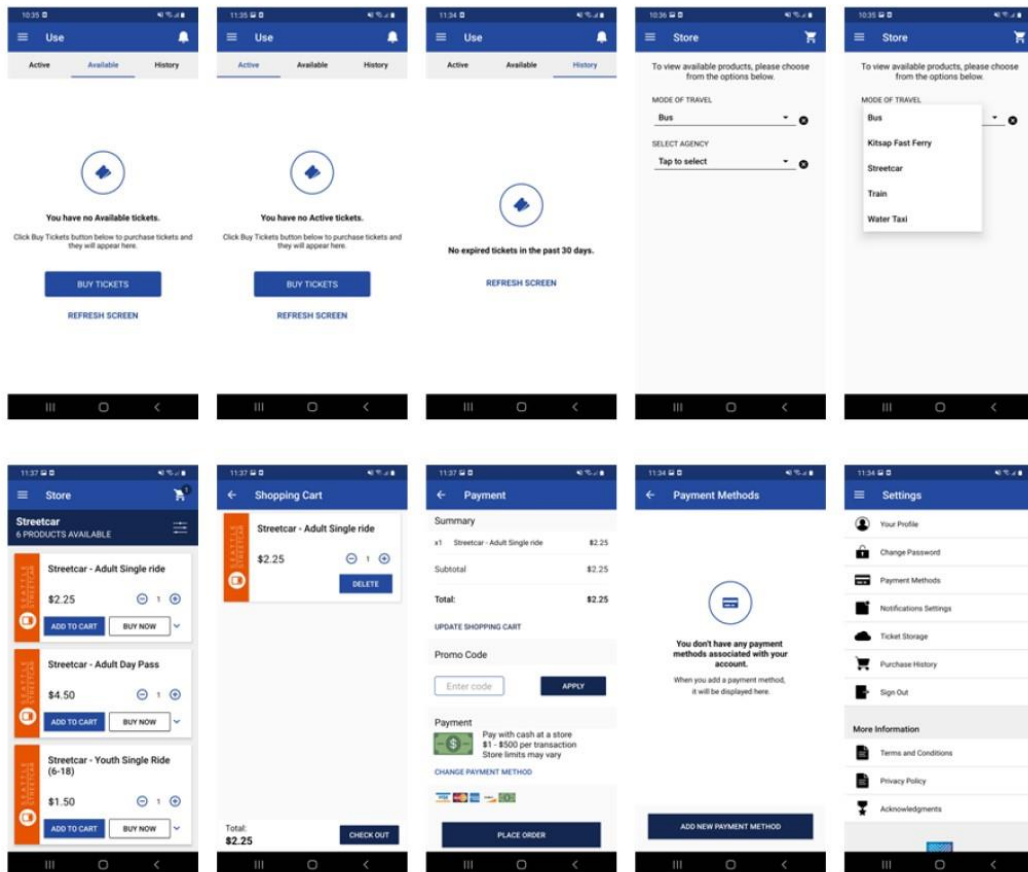 10:35
Use
Active Available History
You have no Available tickets.
Click Buy Tickets button below to purchase tickets and
they will appear here.
BUY TICKETS
REFRESH SCREEN
11:35
Use
Active Available History
You have no Active tickets.
Click Buy Tickets button below to purchase tickets and
they will appear here.
BUY TICKETS
REFRESH SCREEN
11:34
Use
Active Available History
No expired tickets in the past 30 days.
REFRESH SCREEN
10:36
Store
To view available products, please choose
from the options below.
MODE OF TRAVEL
Bus
SELECT AGENCY
Tap to select
10:35
Store
To view available products, please choose
from the options below.
MODE OF TRAVEL
Bus
Kitsap Fast Ferry
Streetcar
Train
Water Taxi
11:37
Store
1
Streetcar
6 PRODUCTS AVAILABLE
SEATTLE
STREETCAR
Streetcar - Adult Single ride
$2.25 1
ADD TO CART BUY NOW
SEATTLE
STREETCAR
Streetcar - Adult Day Pass
$4.50 1
ADD TO CART BUY NOW
SEATTLE
STREETCAR
Streetcar - Youth Single Ride
(6-18)
$1.50 1
ADD TO CART BUY NOW
11:37
Shopping Cart
SEATTLE
STREETCAR
Streetcar - Adult Single ride
$2.25 1
DELETE
Total:
$2.25
CHECK OUT
11:37
Payment
Summary
x1 Streetcar - Adult Single ride $2.25
Subtotal $2.25
Total: $2.25
UPDATE SHOPPING CART
Promo Code
Enter code APPLY
Payment
Pay with cash at a store
$1 - $500 per transaction
Store limits may vary
CHANGE PAYMENT METHOD
PLACE ORDER
11:34
Payment Methods
You don't have any payment
methods associated with your
account.
When you add a payment method,
it will be displayed here.
ADD NEW PAYMENT METHOD
11:34
Settings
Your Profile
Change Password
Payment Methods
Notifications Settings
Ticket Storage
Purchase History
Sign Out
More Information
Terms and Conditions
Privacy Policy
Acknowledgments